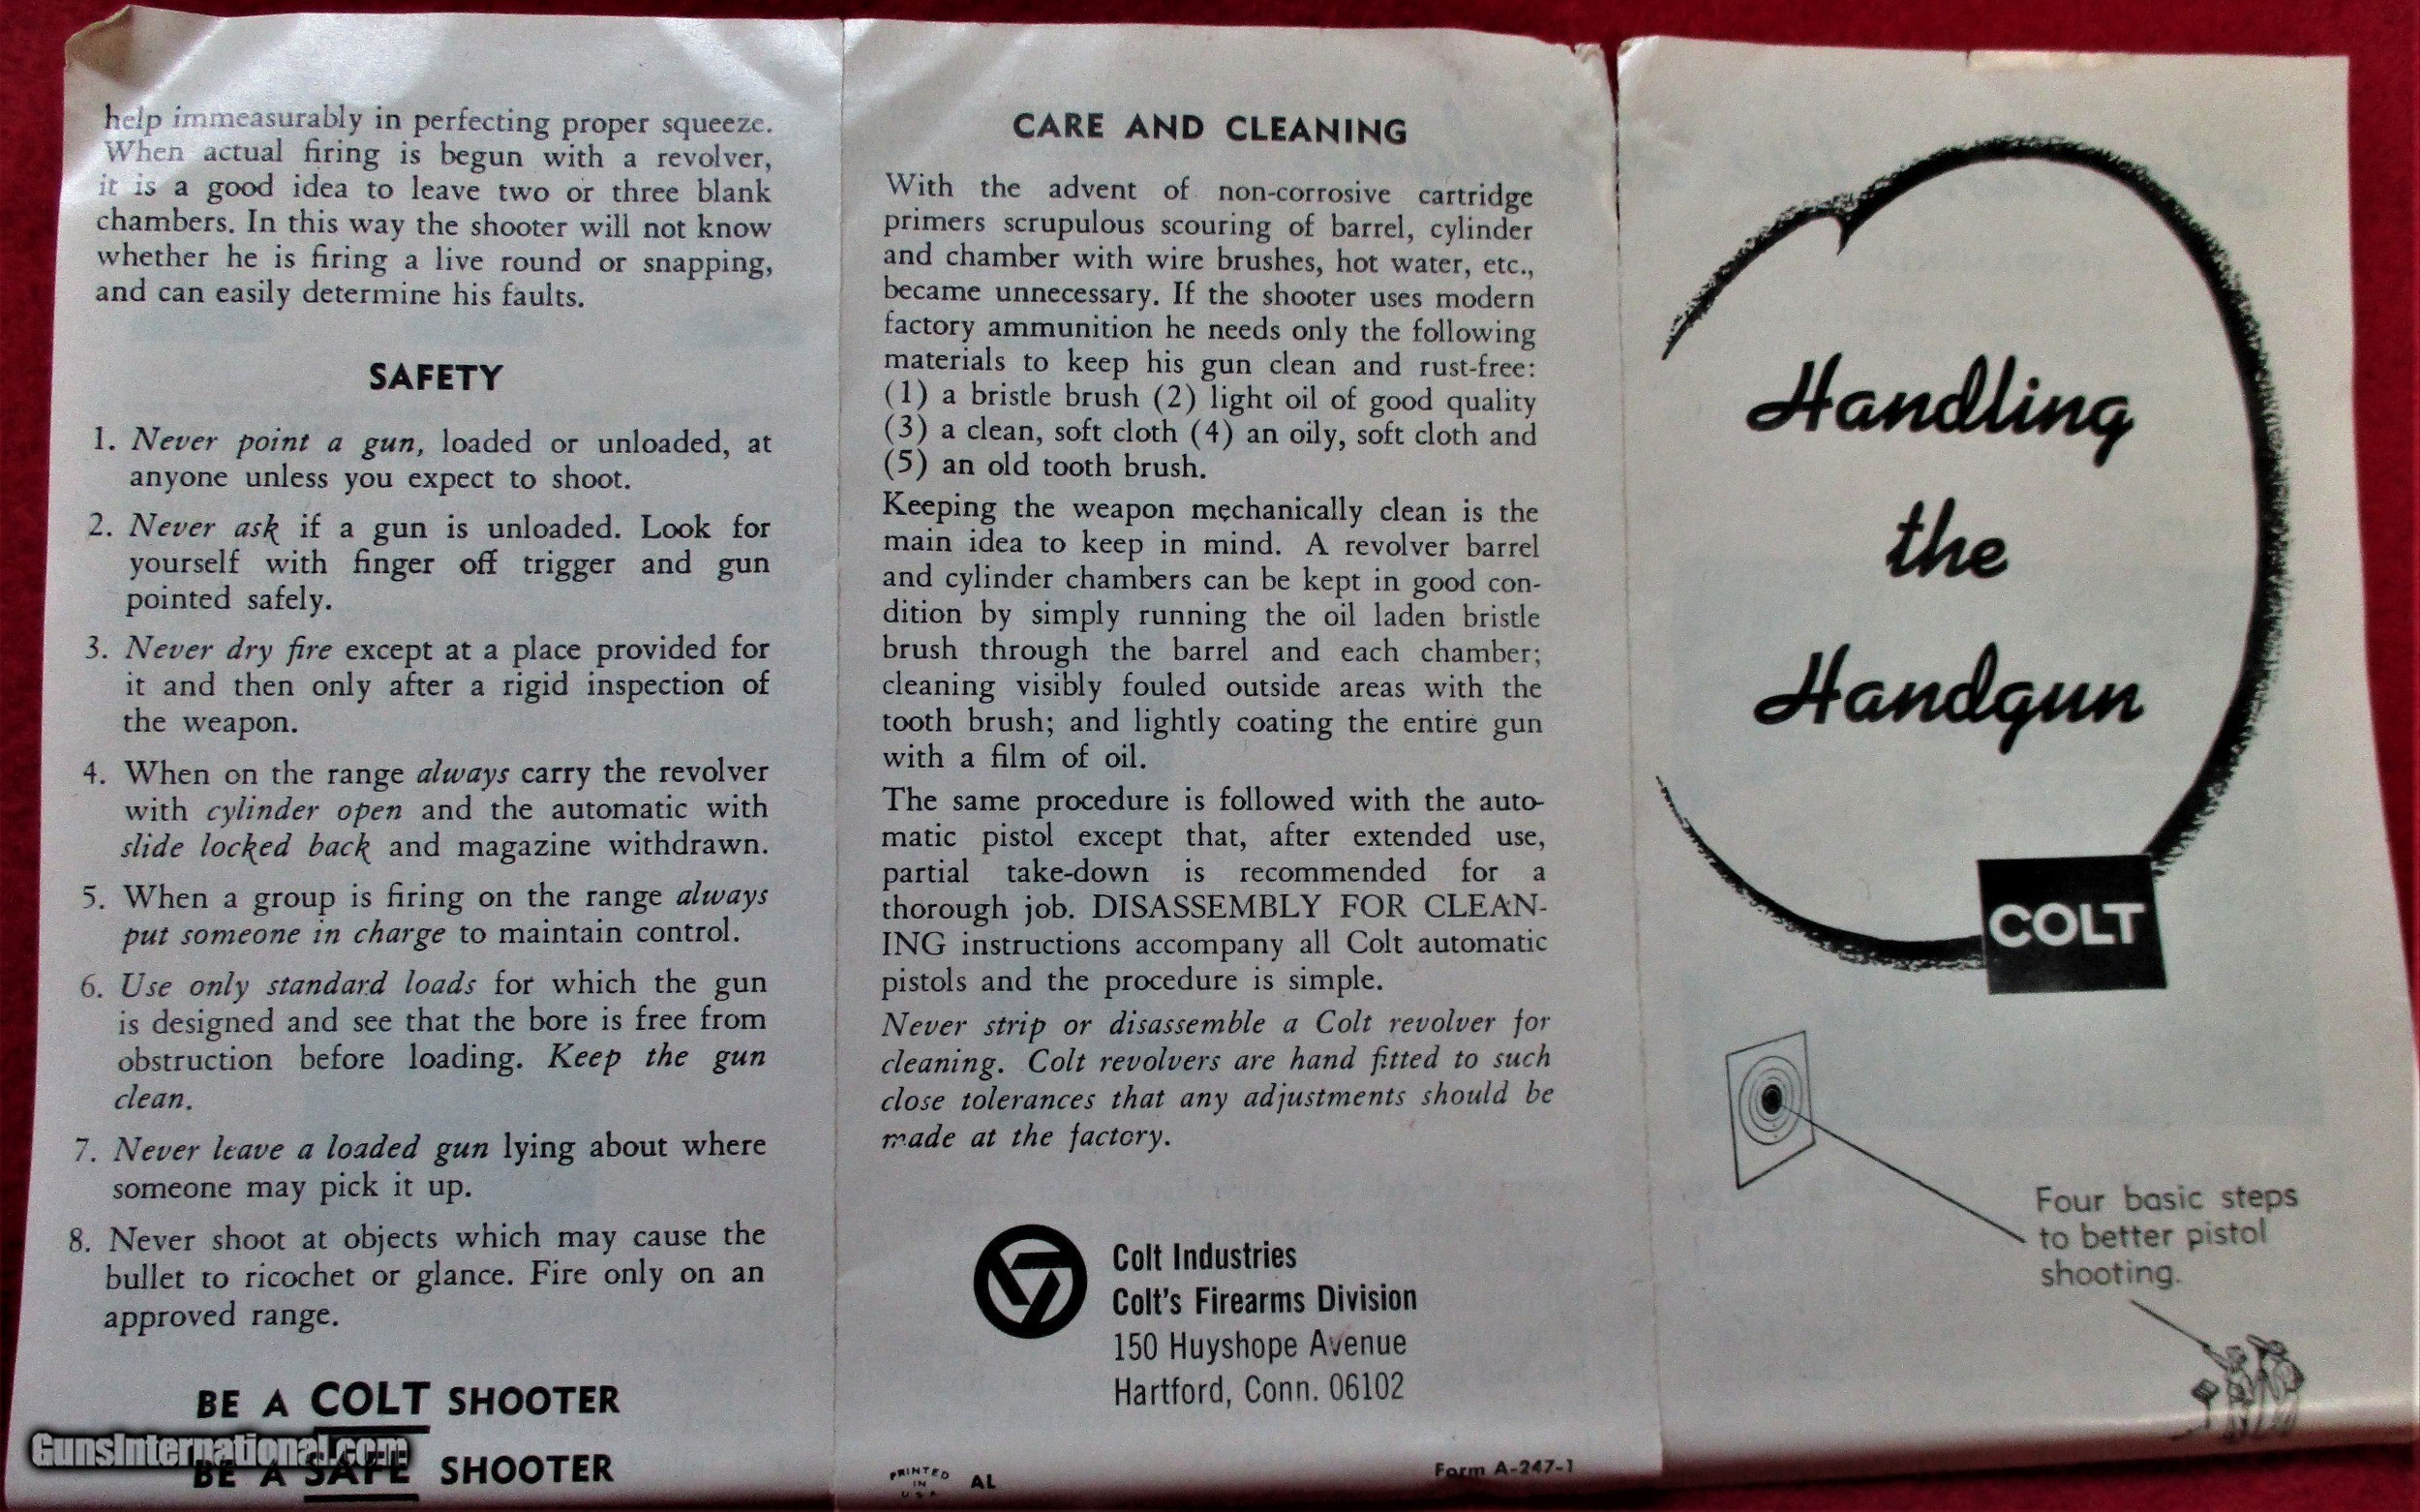 help immeasurably in perfecting proper squeeze.
When actual firing is begun with a revolver,
it is a good idea to leave two or three blank
chambers. In this way the shooter will not know
whether he is firing a live round or snapping,
and can easily determine his faults.
SAFETY
1. Never point a gun, loaded or unloaded, at
anyone unless you expect to shoot.
2. Never ask if a gun is unloaded. Look for
yourself with finger off trigger and gun
pointed safely.
3. Never dry fire except at a place provided for
it and then only after a rigid inspection of
the weapon.
4. When on the range always carry the revolver
with cylinder open and the automatic with
slide locked back and magazine withdrawn.
5. When a group is firing on the range always
put someone in charge to maintain control.
6. Use only standard loads for which the gun
is designed and see that the bore is free from
obstruction before loading. Keep the gun
clean.
7. Never leave a loaded gun lying about where
someone may pick it up.
8. Never shoot at objects which may cause the
bullet to ricochet or glance. Fire only on an
approved range.
BE A COLT SHOOTER
BE A SAFE SHOOTER
GunsInternational.com
CARE AND CLEANING
With the advent of non-corrosive cartridge
primers scrupulous scouring of barrel, cylinder
and chamber with wire brushes, hot water, etc.,
became unnecessary. If the shooter uses modern
factory ammunition he needs only the following
materials to keep his gun clean and rust-free:
(1) a bristle brush (2) light oil of good quality
(3) a clean, soft cloth (4) an oily, soft cloth and
(5) an old tooth brush.
Keeping the weapon mechanically clean is the
main idea to keep in mind. A revolver barrel
and cylinder chambers can be kept in good con-
dition by simply running the oil laden bristle
brush through the barrel and each chamber;
cleaning visibly fouled outside areas with the
tooth brush; and lightly coating the entire gun
with a film of oil.
The same procedure is followed with the auto-
matic pistol except that, after extended use,
partial take-down is recommended for a
thorough job. DISASSEMBLY FOR CLEAN-
ING instructions accompany all Colt automatic
pistols and the procedure is simple.
Never strip or disassemble a Colt revolver for
cleaning. Colt revolvers are hand fitted to such
close tolerances that any adjustments should be
made at the factory.
Colt Industries
Colt's Firearms Division
150 Huyshope Avenue
Hartford, Conn. 06102
PRINTED
IN
U.S.A.
AL
Form A-247-1
Handling
the
Handgun
COLT
Four basic steps
to better pistol
shooting.